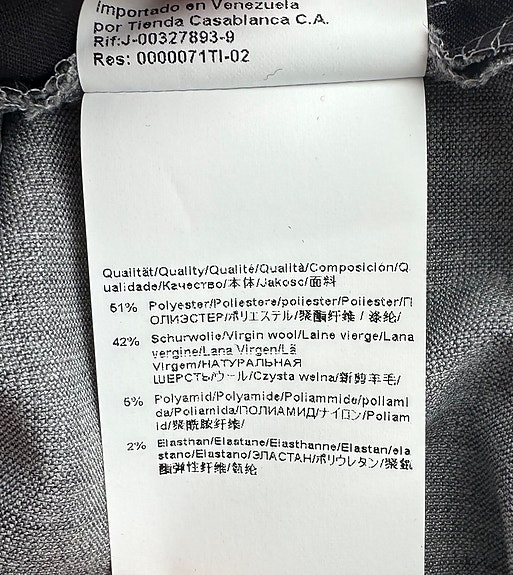 Importado en Venezuela
por Tienda Casablanca C.A.
Rif:J-00327893-9
Res: 0000071TI-02
Qualität/Quality/Qualité/Qualità/Composición/Q
ualidade/Качество/本体/Jakosc/面料
51% Polyester/Poliestere/poliester/Poliester/П
ОЛИЭСТЕР/ポリエステル/聚酯纤维 / 涤纶/
42% Schurwolle/Virgin wool/Laine vierge/Lana
vergine/Lana Virgen/Lã
Virgem/НАТУРАЛЬНАЯ
ШЕРСТЬ/ウール/Czysta welna/新剪羊毛/
5% Polyamid/Polyamide/Poliammide/poliami
da/Poliamida/ПОЛИАМИД/ナイロン/Poliam
id/聚酰胺纤维/
2% Elasthan/Elastane/Elasthanne/Elastan/ela
stano/Elastano/ЭЛАСТАН/ポリウレタン/聚氨
酯弹性纤维/氨纶